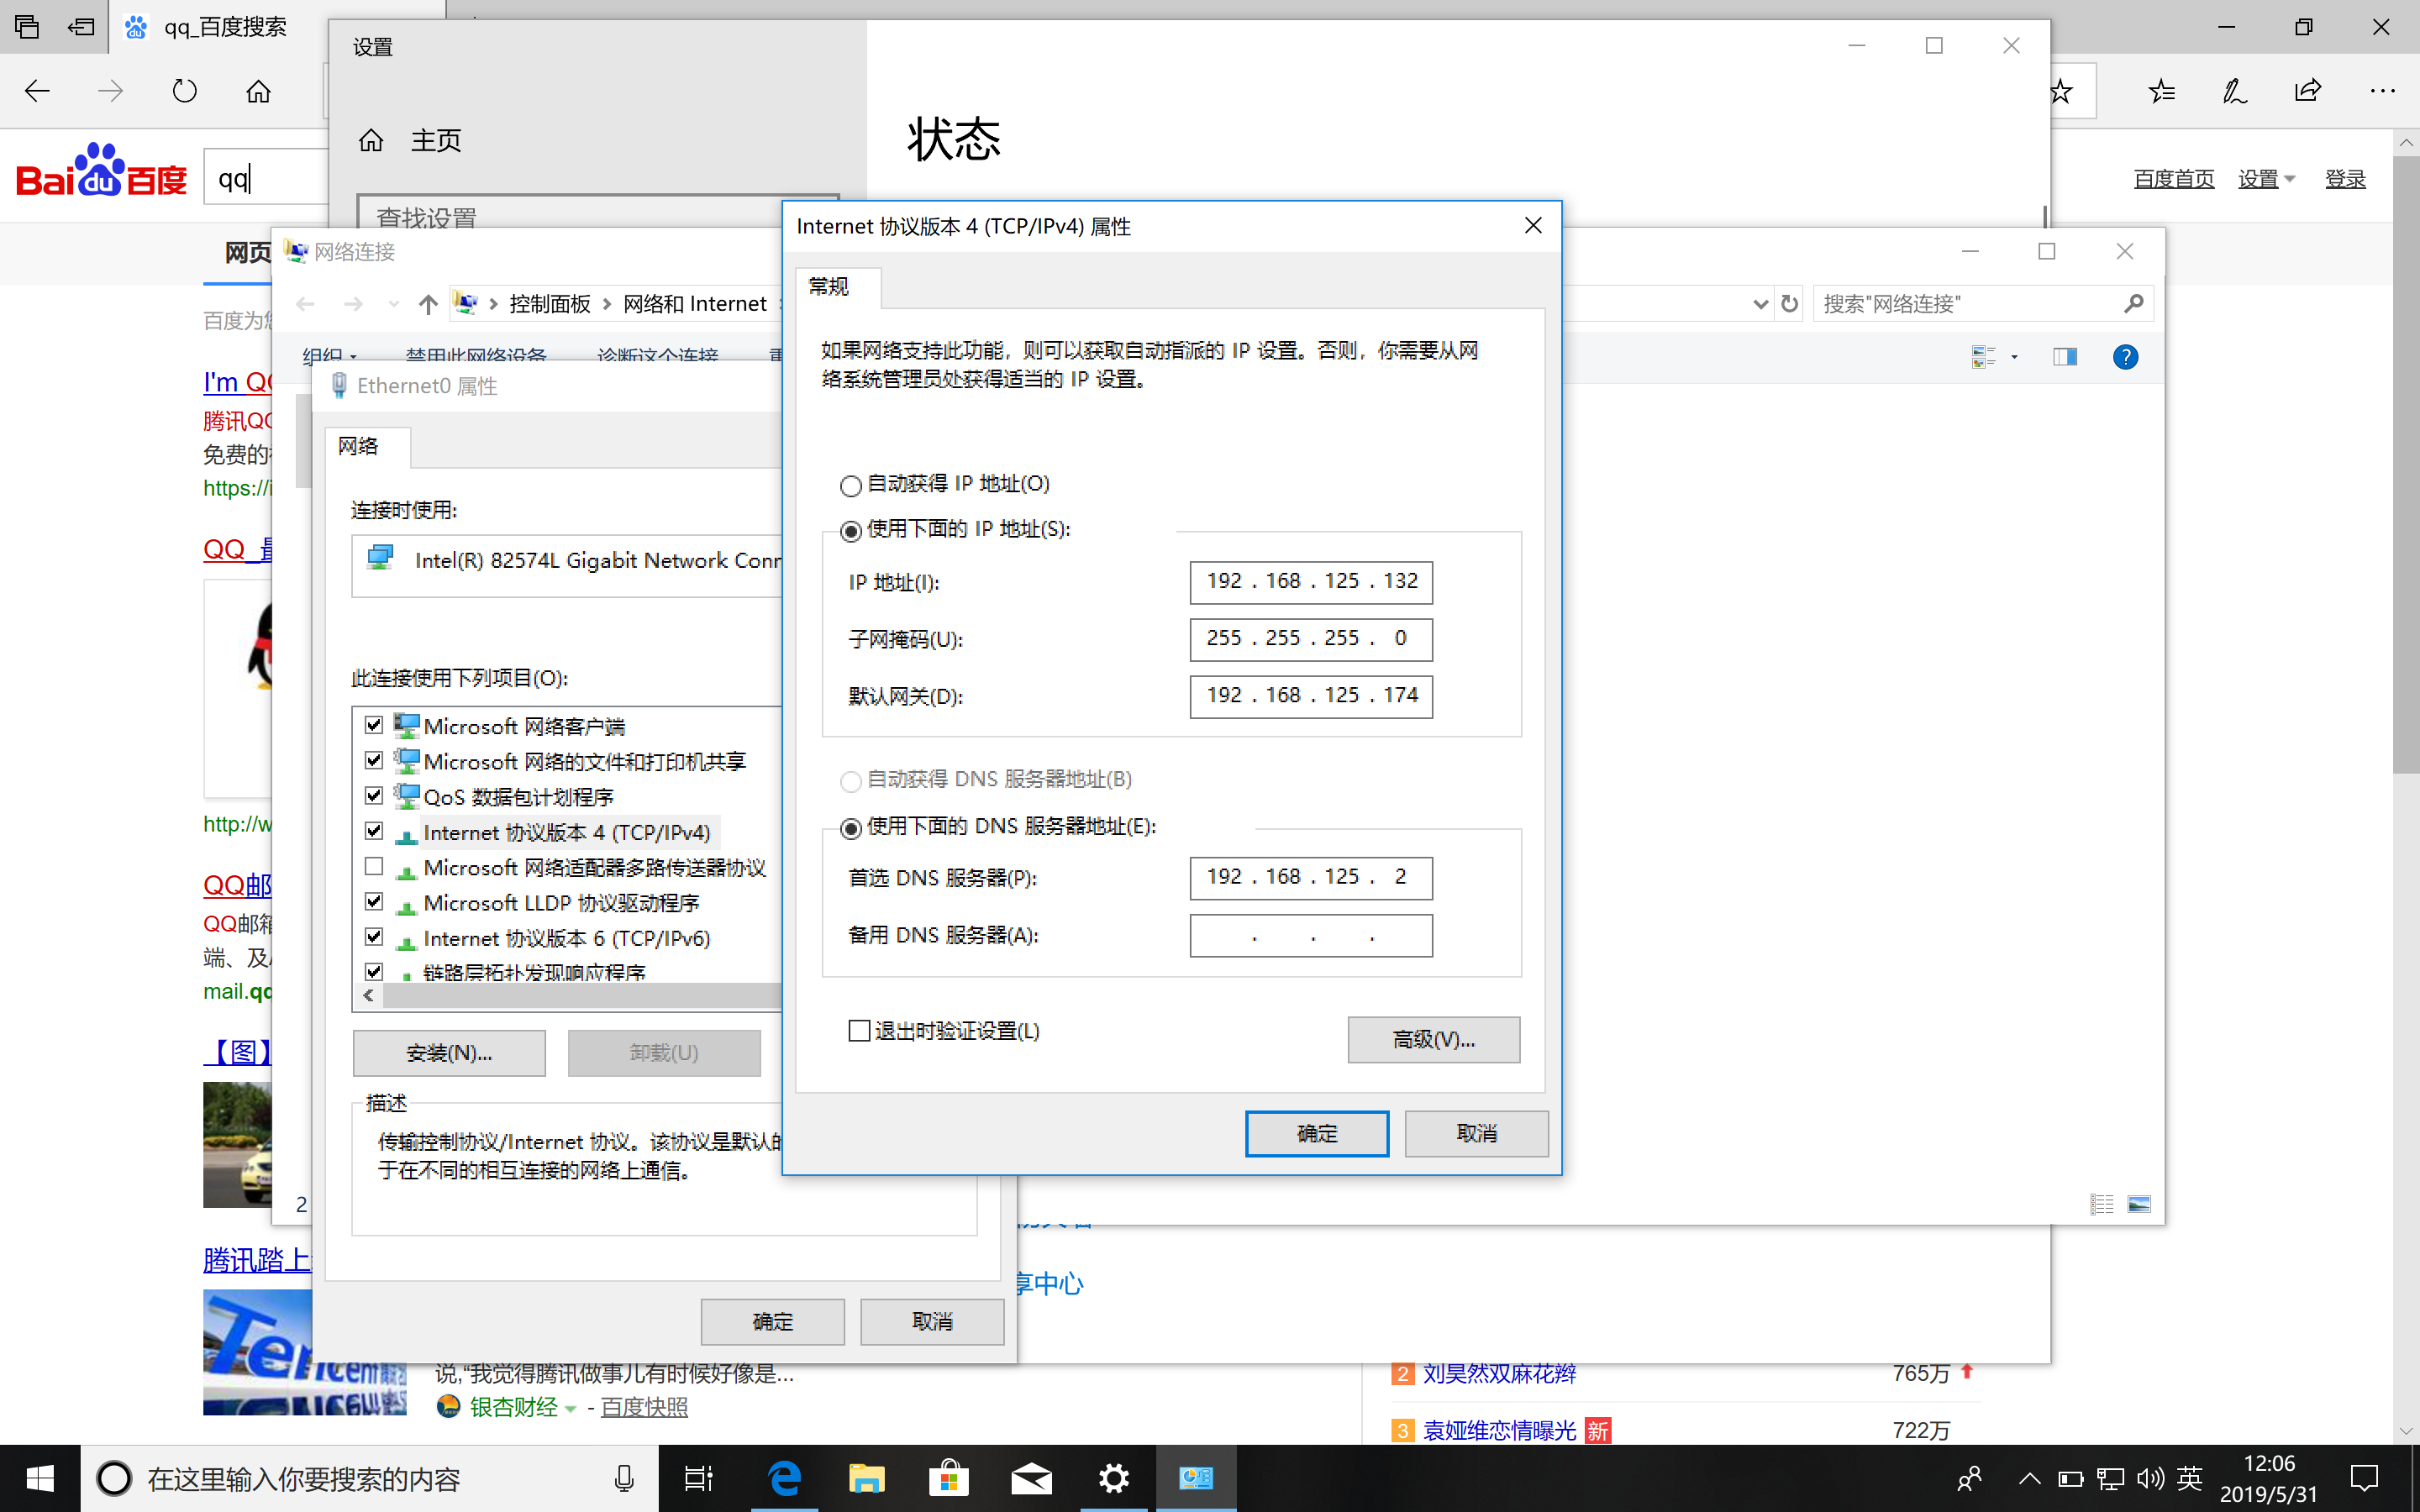 qq_百度搜索
设置
主页
状态
查找设置
Bai du 百度
qq
百度首页
设置
登录
网页
网络连接
控制面板
网络和 Internet
搜索"网络连接"
百度为您
组织
禁用此网络设备
诊断这个连接
I'm QQ
腾讯QQ
免费的
https://i
QQ_最
http://w
QQ邮
QQ邮箱
端、及
mail.qq
【图】
腾讯踏上
Ethernet0 属性
网络
连接时使用:
Intel(R) 82574L Gigabit Network Conn
此连接使用下列项目(O):
Microsoft 网络客户端
Microsoft 网络的文件和打印机共享
QoS 数据包计划程序
Internet 协议版本 4 (TCP/IPv4)
Microsoft 网络适配器多路传送器协议
Microsoft LLDP 协议驱动程序
Internet 协议版本 6 (TCP/IPv6)
链路层拓扑发现响应程序
安装(N)...
卸载(U)
描述
传输控制协议/Internet 协议。该协议是默认的
于在不同的相互连接的网络上通信。
2
确定
取消
Internet 协议版本 4 (TCP/IPv4) 属性
常规
如果网络支持此功能，则可以获取自动指派的 IP 设置。否则，你需要从网
络系统管理员处获得适当的 IP 设置。
自动获得 IP 地址(O)
使用下面的 IP 地址(S):
IP 地址(I):
192 . 168 . 125 . 132
子网掩码(U):
255 . 255 . 255 . 0
默认网关(D):
192 . 168 . 125 . 174
自动获得 DNS 服务器地址(B)
使用下面的 DNS 服务器地址(E):
首选 DNS 服务器(P):
192 . 168 . 125 . 2
备用 DNS 服务器(A):
. . .
退出时验证设置(L)
高级(V)...
确定
取消
享中心
Tencent
说,“我觉得腾讯做事儿有时候好像是...
银杏财经 - 百度快照
2 刘昊然双麻花辫 765万
3 袁娅维恋情曝光 新 722万
在这里输入你要搜索的内容
英
12:06
2019/5/31